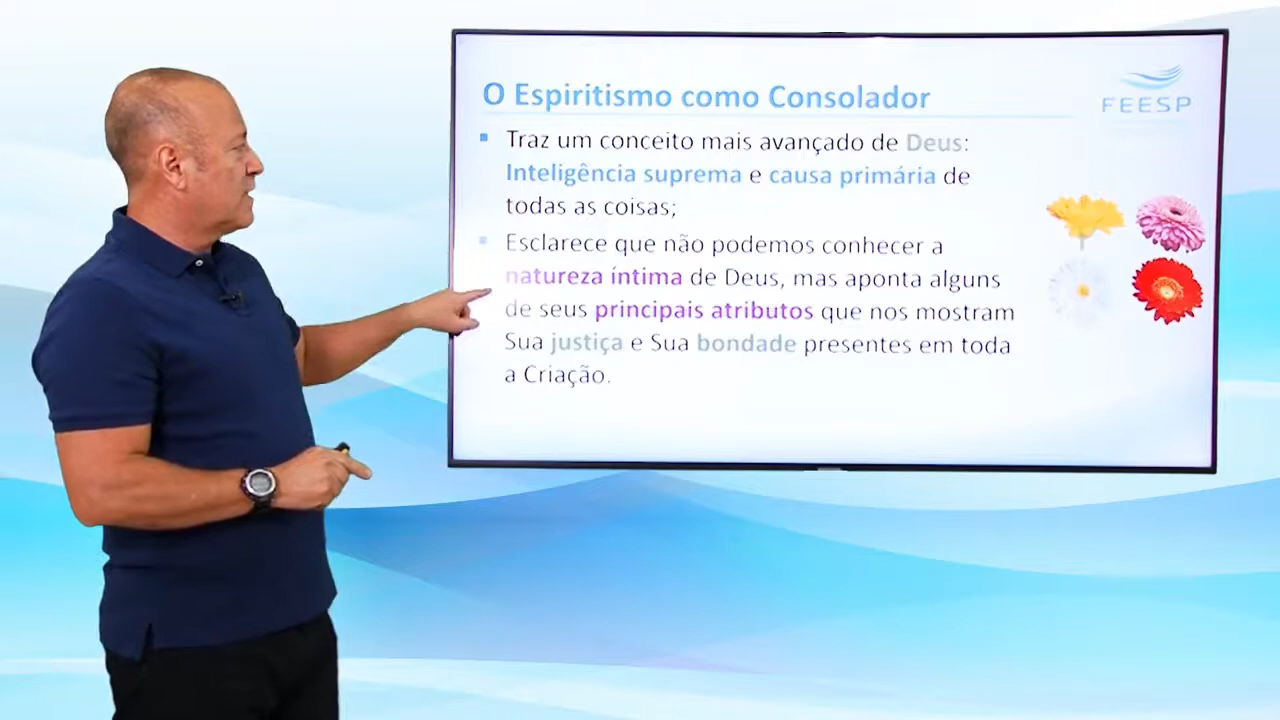 O Espiritismo como Consolador
FEESP
Traz um conceito mais avançado de Deus:
Inteligência suprema e causa primária de
todas as coisas;
Esclarece que não podemos conhecer a
natureza íntima de Deus, mas aponta alguns
de seus principais atributos que nos mostram
Sua justiça e Sua bondade presentes em toda
a Criação.